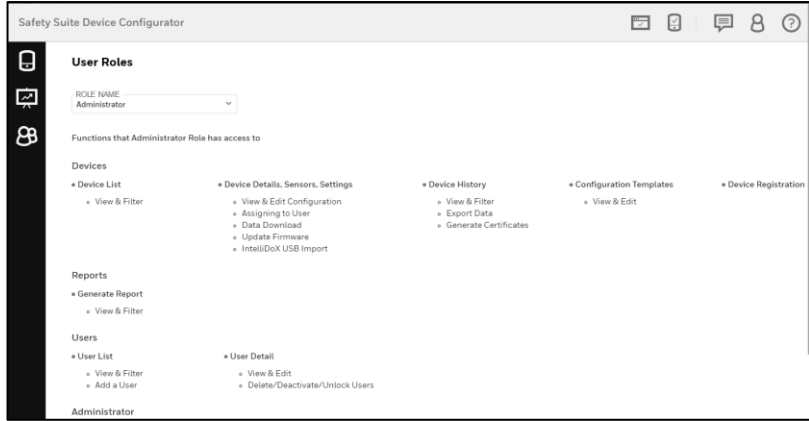 Safety Suite Device Configurator
User Roles
ROLE NAME
Administrator
Functions that Administrator Role has access to
Devices
Device List
View & Filter
Device Details, Sensors, Settings
View & Edit Configuration
Assigning to User
Data Download
Update Firmware
IntelliDoX USB Import
Device History
View & Filter
Export Data
Generate Certificates
Configuration Templates
View & Edit
Device Registration
Reports
Generate Report
View & Filter
Users
User List
View & Filter
Add a User
User Detail
View & Edit
Delete/Deactivate/Unlock Users
Administrator